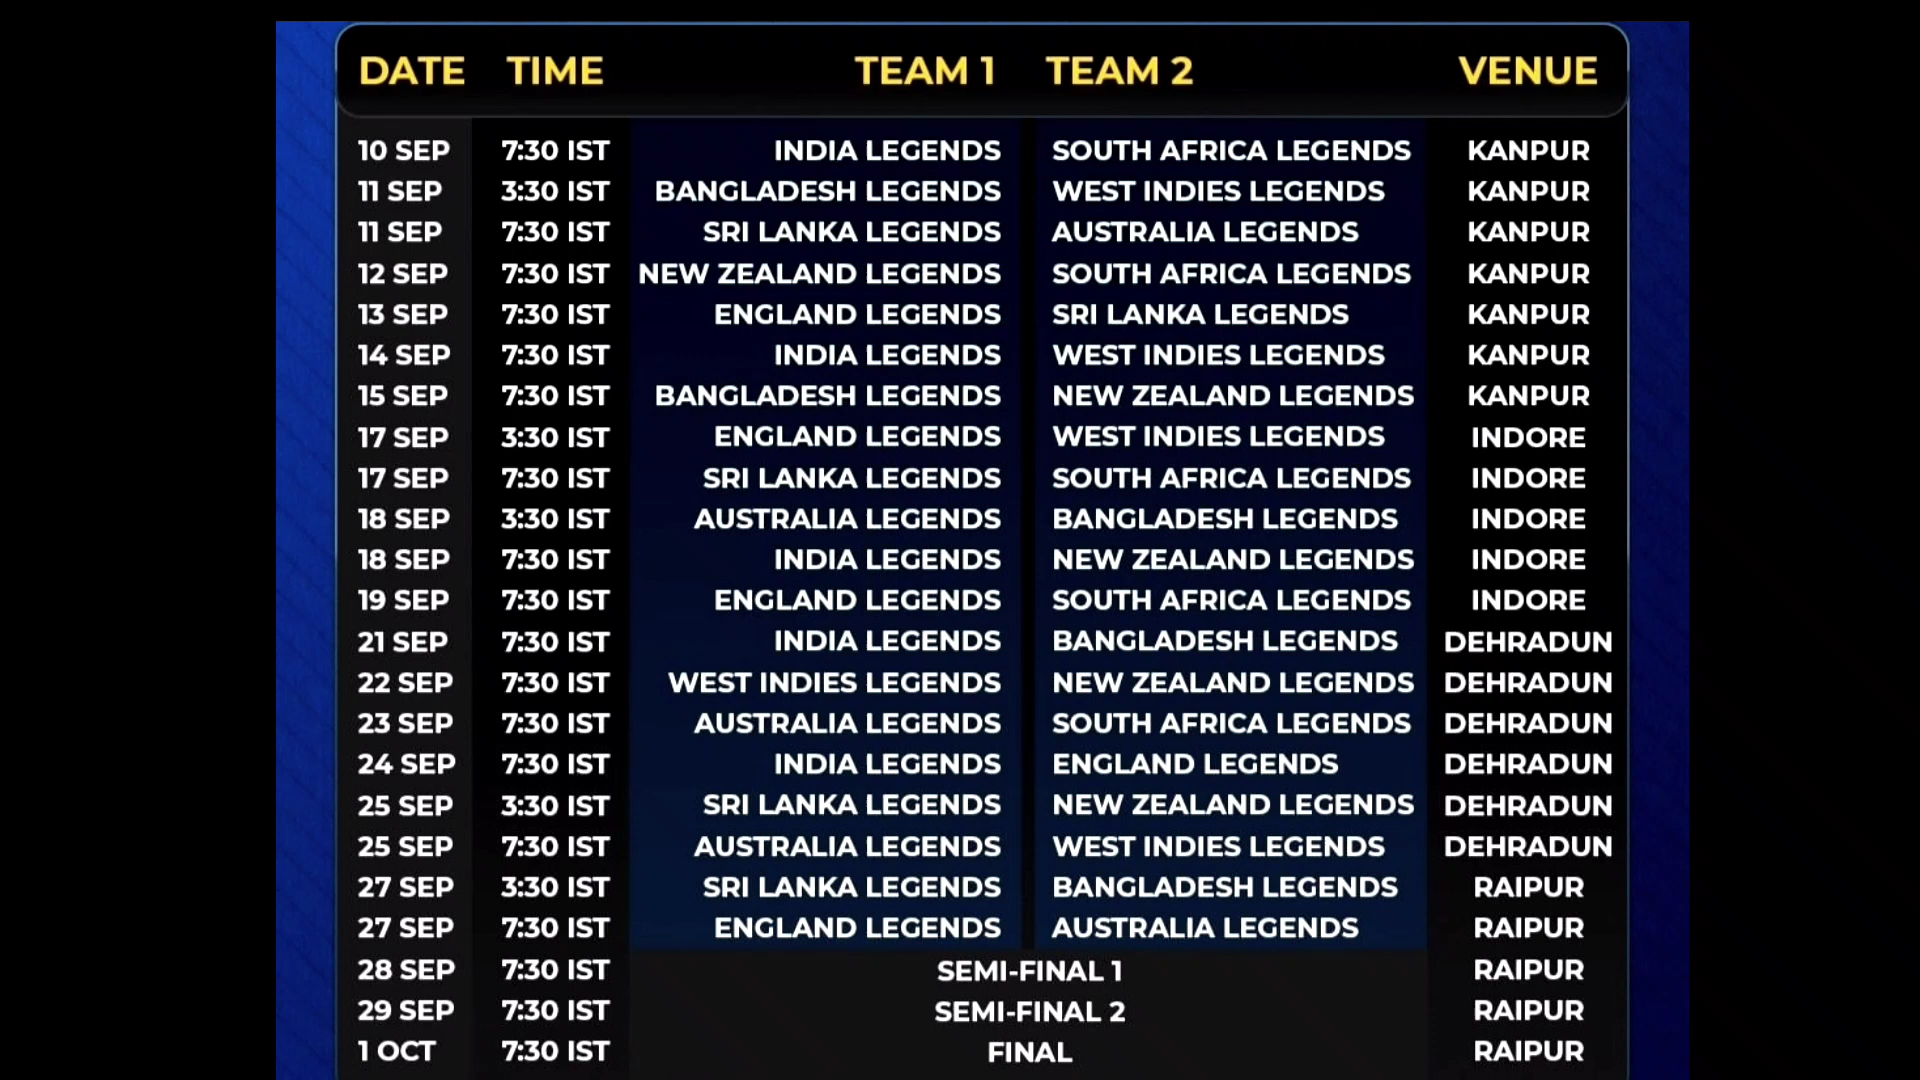 DATE TIME TEAM 1 TEAM 2 VENUE
10 SEP 7:30 IST INDIA LEGENDS SOUTH AFRICA LEGENDS KANPUR
11 SEP 3:30 IST BANGLADESH LEGENDS WEST INDIES LEGENDS KANPUR
11 SEP 7:30 IST SRI LANKA LEGENDS AUSTRALIA LEGENDS KANPUR
12 SEP 7:30 IST NEW ZEALAND LEGENDS SOUTH AFRICA LEGENDS KANPUR
13 SEP 7:30 IST ENGLAND LEGENDS SRI LANKA LEGENDS KANPUR
14 SEP 7:30 IST INDIA LEGENDS WEST INDIES LEGENDS KANPUR
15 SEP 7:30 IST BANGLADESH LEGENDS NEW ZEALAND LEGENDS KANPUR
17 SEP 3:30 IST ENGLAND LEGENDS WEST INDIES LEGENDS INDORE
17 SEP 7:30 IST SRI LANKA LEGENDS SOUTH AFRICA LEGENDS INDORE
18 SEP 3:30 IST AUSTRALIA LEGENDS BANGLADESH LEGENDS INDORE
18 SEP 7:30 IST INDIA LEGENDS NEW ZEALAND LEGENDS INDORE
19 SEP 7:30 IST ENGLAND LEGENDS SOUTH AFRICA LEGENDS INDORE
21 SEP 7:30 IST INDIA LEGENDS BANGLADESH LEGENDS DEHRADUN
22 SEP 7:30 IST WEST INDIES LEGENDS NEW ZEALAND LEGENDS DEHRADUN
23 SEP 7:30 IST AUSTRALIA LEGENDS SOUTH AFRICA LEGENDS DEHRADUN
24 SEP 7:30 IST INDIA LEGENDS ENGLAND LEGENDS DEHRADUN
25 SEP 3:30 IST SRI LANKA LEGENDS NEW ZEALAND LEGENDS DEHRADUN
25 SEP 7:30 IST AUSTRALIA LEGENDS WEST INDIES LEGENDS DEHRADUN
27 SEP 3:30 IST SRI LANKA LEGENDS BANGLADESH LEGENDS RAIPUR
27 SEP 7:30 IST ENGLAND LEGENDS AUSTRALIA LEGENDS RAIPUR
28 SEP 7:30 IST SEMI-FINAL 1 RAIPUR
29 SEP 7:30 IST SEMI-FINAL 2 RAIPUR
1 OCT 7:30 IST FINAL RAIPUR